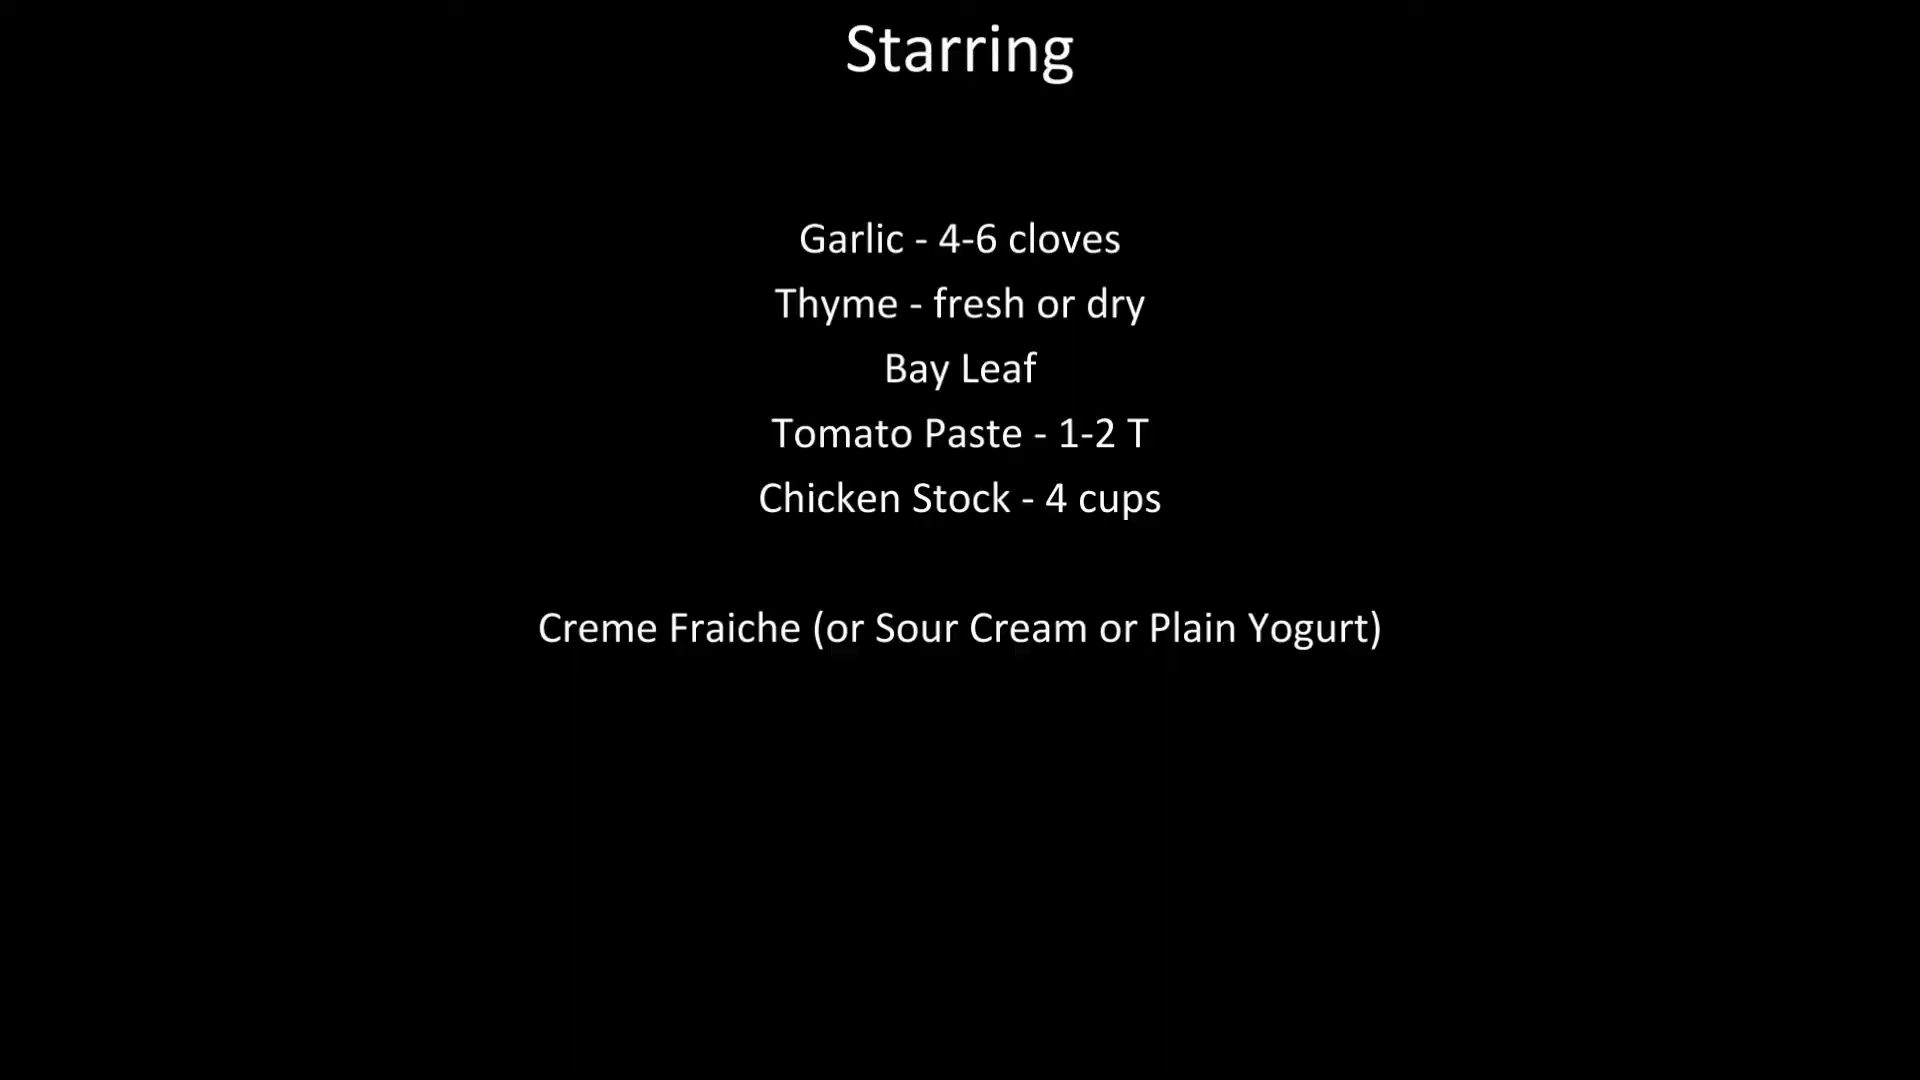 Starring
Garlic - 4-6 cloves
Thyme - fresh or dry
Bay Leaf
Tomato Paste - 1-2 T
Chicken Stock - 4 cups
Creme Fraiche (or Sour Cream or Plain Yogurt)